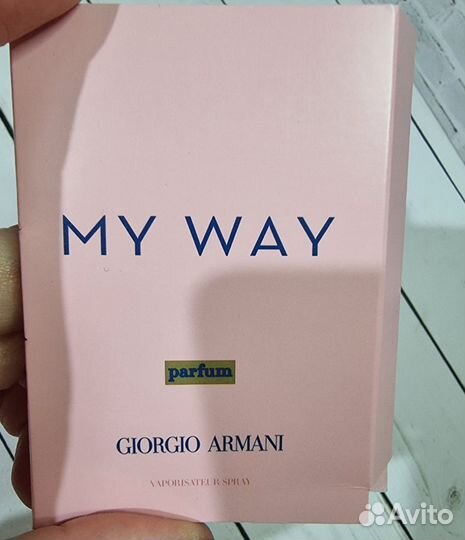 MY WAY
parfum
GIORGIO ARMANI
VAPORISATEUR SPRAY
Avito